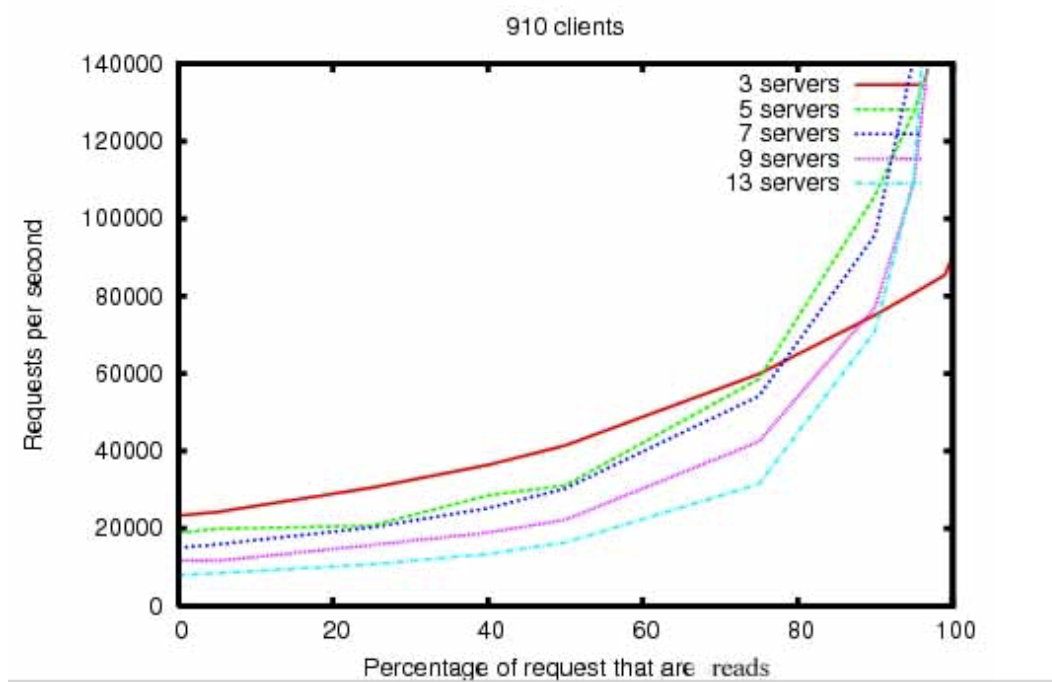 910 clients
140000
120000
100000
80000
60000
40000
20000
0
Requests per second
3 servers
5 servers
7 servers
9 servers
13 servers
0 20 40 60 80 100
Percentage of request that are reads